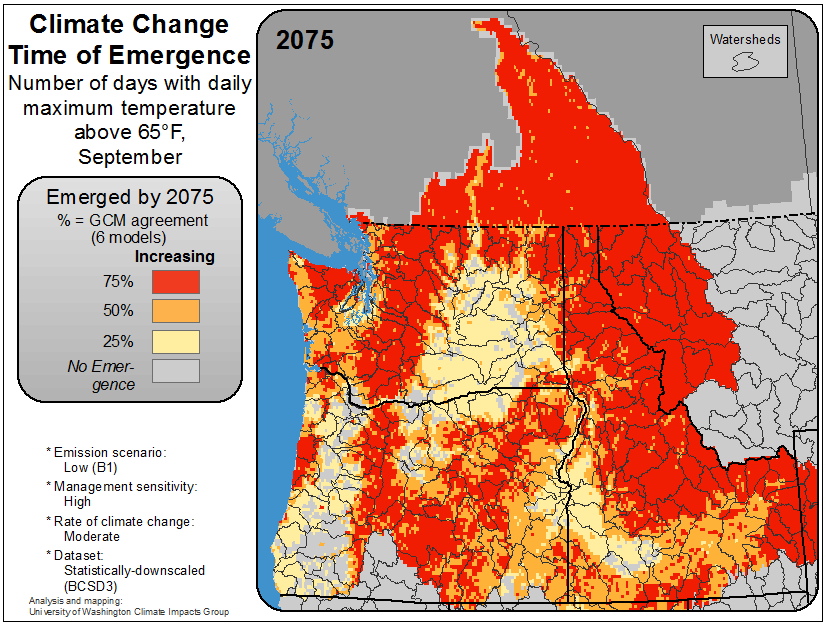 Climate Change
Time of Emergence
Number of days with daily
maximum temperature
above 65°F,
September
Emerged by 2075
% = GCM agreement
(6 models)
Increasing
75%
50%
25%
No Emer-
gence
* Emission scenario:
Low (B1)
* Management sensitivity:
High
* Rate of climate change:
Moderate
* Dataset:
Statistically-downscaled
(BCSD3)
Analysis and mapping:
University of Washington Climate Impacts Group
2075
Watersheds